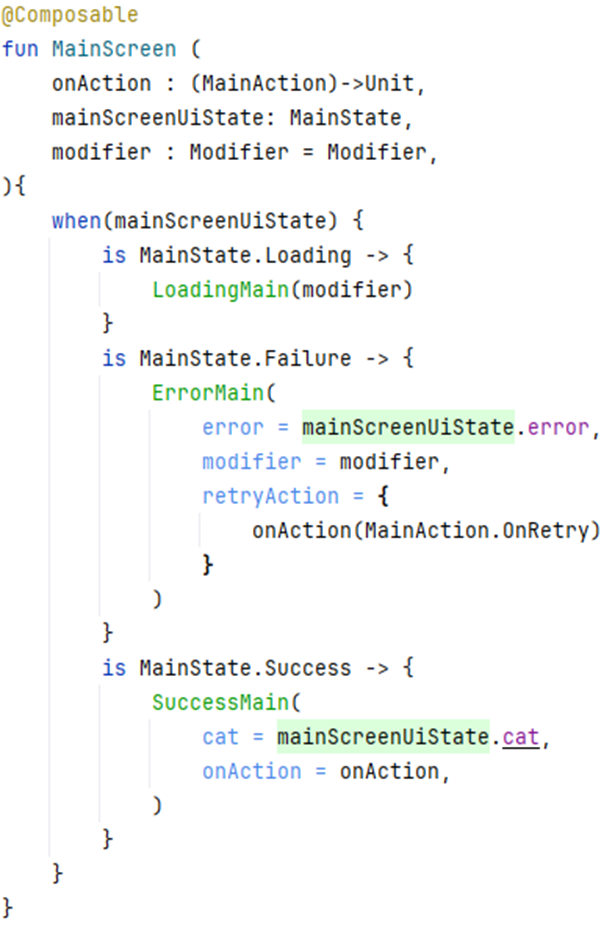 @Composable
fun MainScreen (
    onAction : (MainAction)->Unit,
    mainScreenUiState: MainState,
    modifier : Modifier = Modifier,
){
    when(mainScreenUiState) {
        is MainState.Loading -> {
            LoadingMain(modifier)
        }
        is MainState.Failure -> {
            ErrorMain(
                error = mainScreenUiState.error,
                modifier = modifier,
                retryAction = {
                    onAction(MainAction.OnRetry)
                }
            )
        }
        is MainState.Success -> {
            SuccessMain(
                cat = mainScreenUiState.cat,
                onAction = onAction,
            )
        }
    }
}